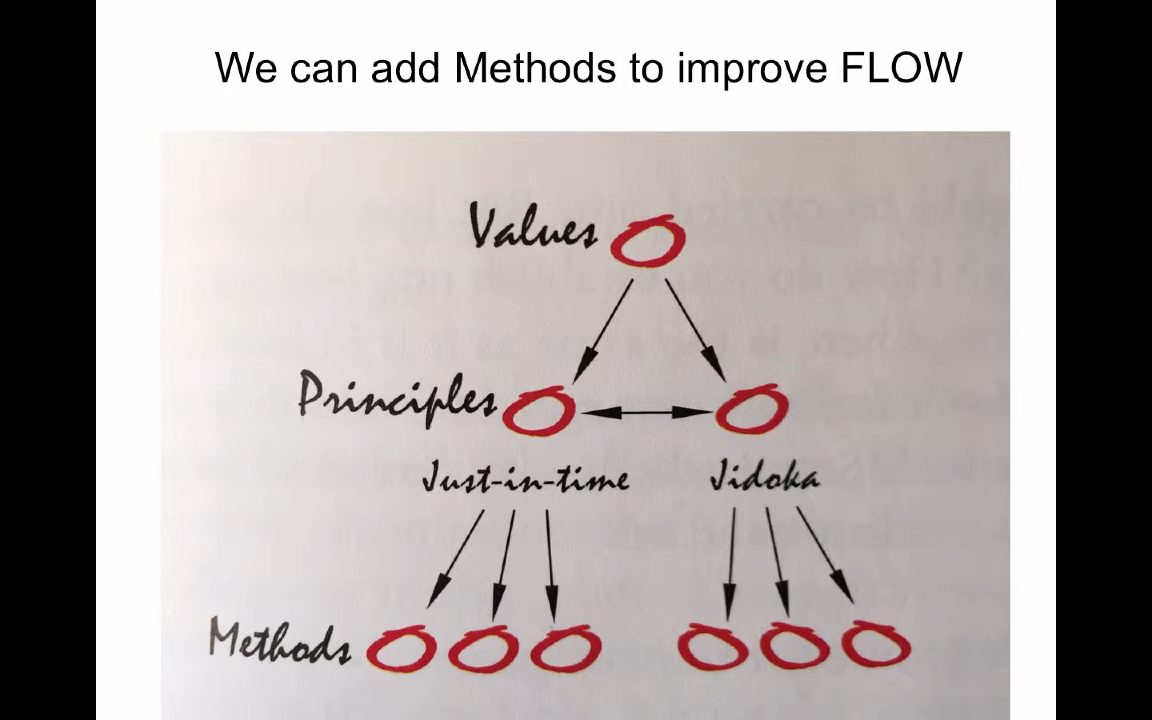 We can add Methods to improve FLOW
Values
Principles
Just-in-time
Jidoka
Methods